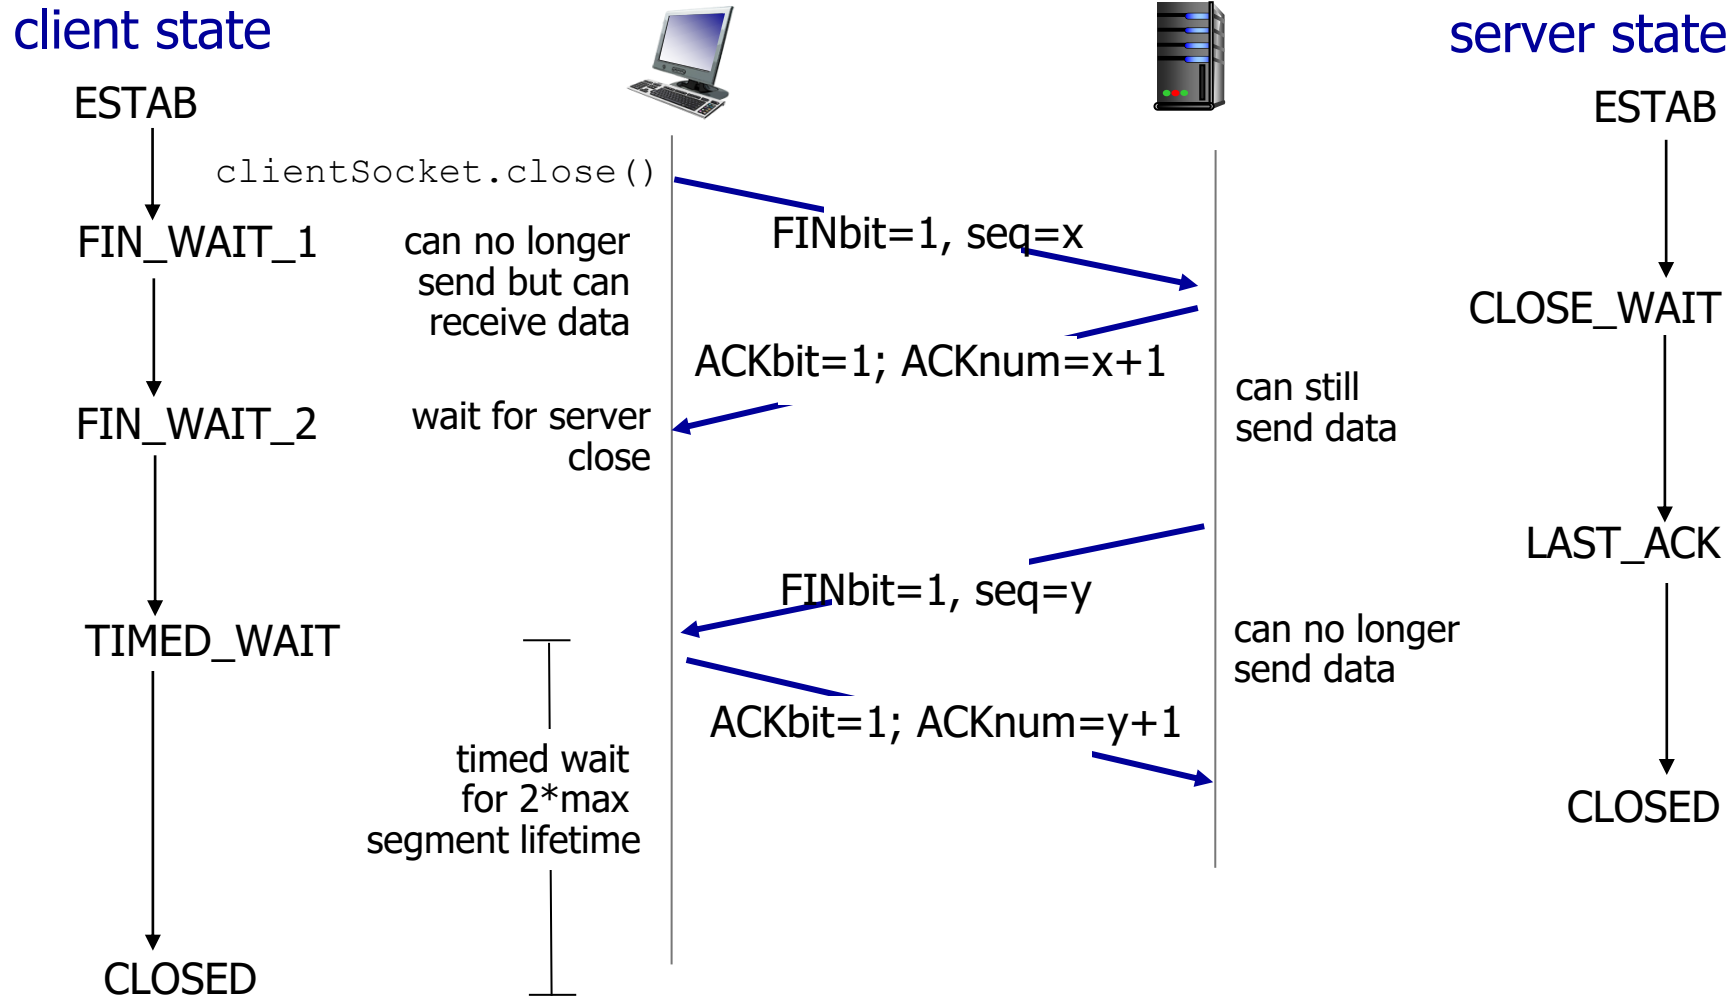 client state
server state
ESTAB
ESTAB
clientSocket.close()
FINbit=1, seq=x
FIN_WAIT_1
can no longer
send but can
receive data
CLOSE_WAIT
ACKbit=1; ACKnum=x+1
can still
send data
FIN_WAIT_2
wait for server
close
LAST_ACK
FINbit=1, seq=y
TIMED_WAIT
can no longer
send data
ACKbit=1; ACKnum=y+1
timed wait
for 2*max
segment lifetime
CLOSED
CLOSED